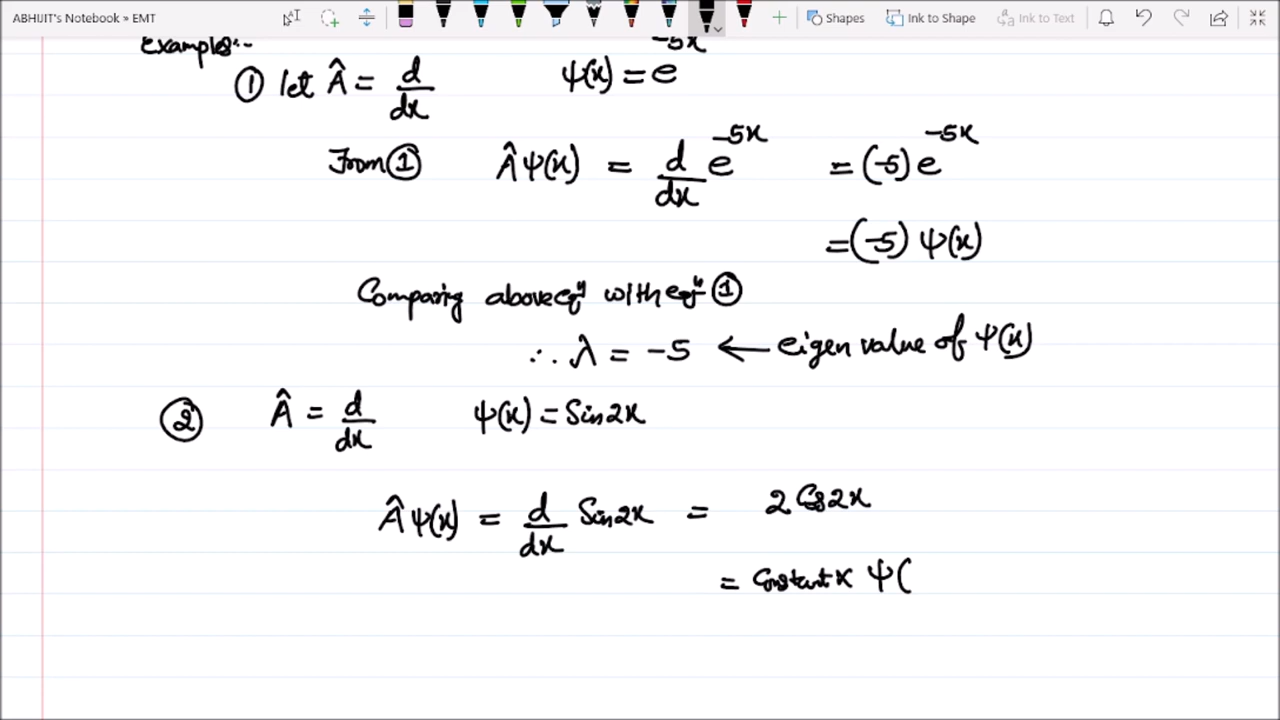 ABHIJIT's Notebook » EMT
Shapes Ink to Shape Ink to Text
Examples:-
① let Â = d/dx ψ(x) = e^-5x
From ① Âψ(x) = d/dx e^-5x = (-5) e^-5x
= (-5) ψ(x)
Comparing above eqⁿ with eqⁿ ①
∴ λ = -5 ← eigen value of ψ(x)
② Â = d/dx ψ(x) = Sin2x
Âψ(x) = d/dx Sin2x = 2 Cos2x
= Constant x ψ(